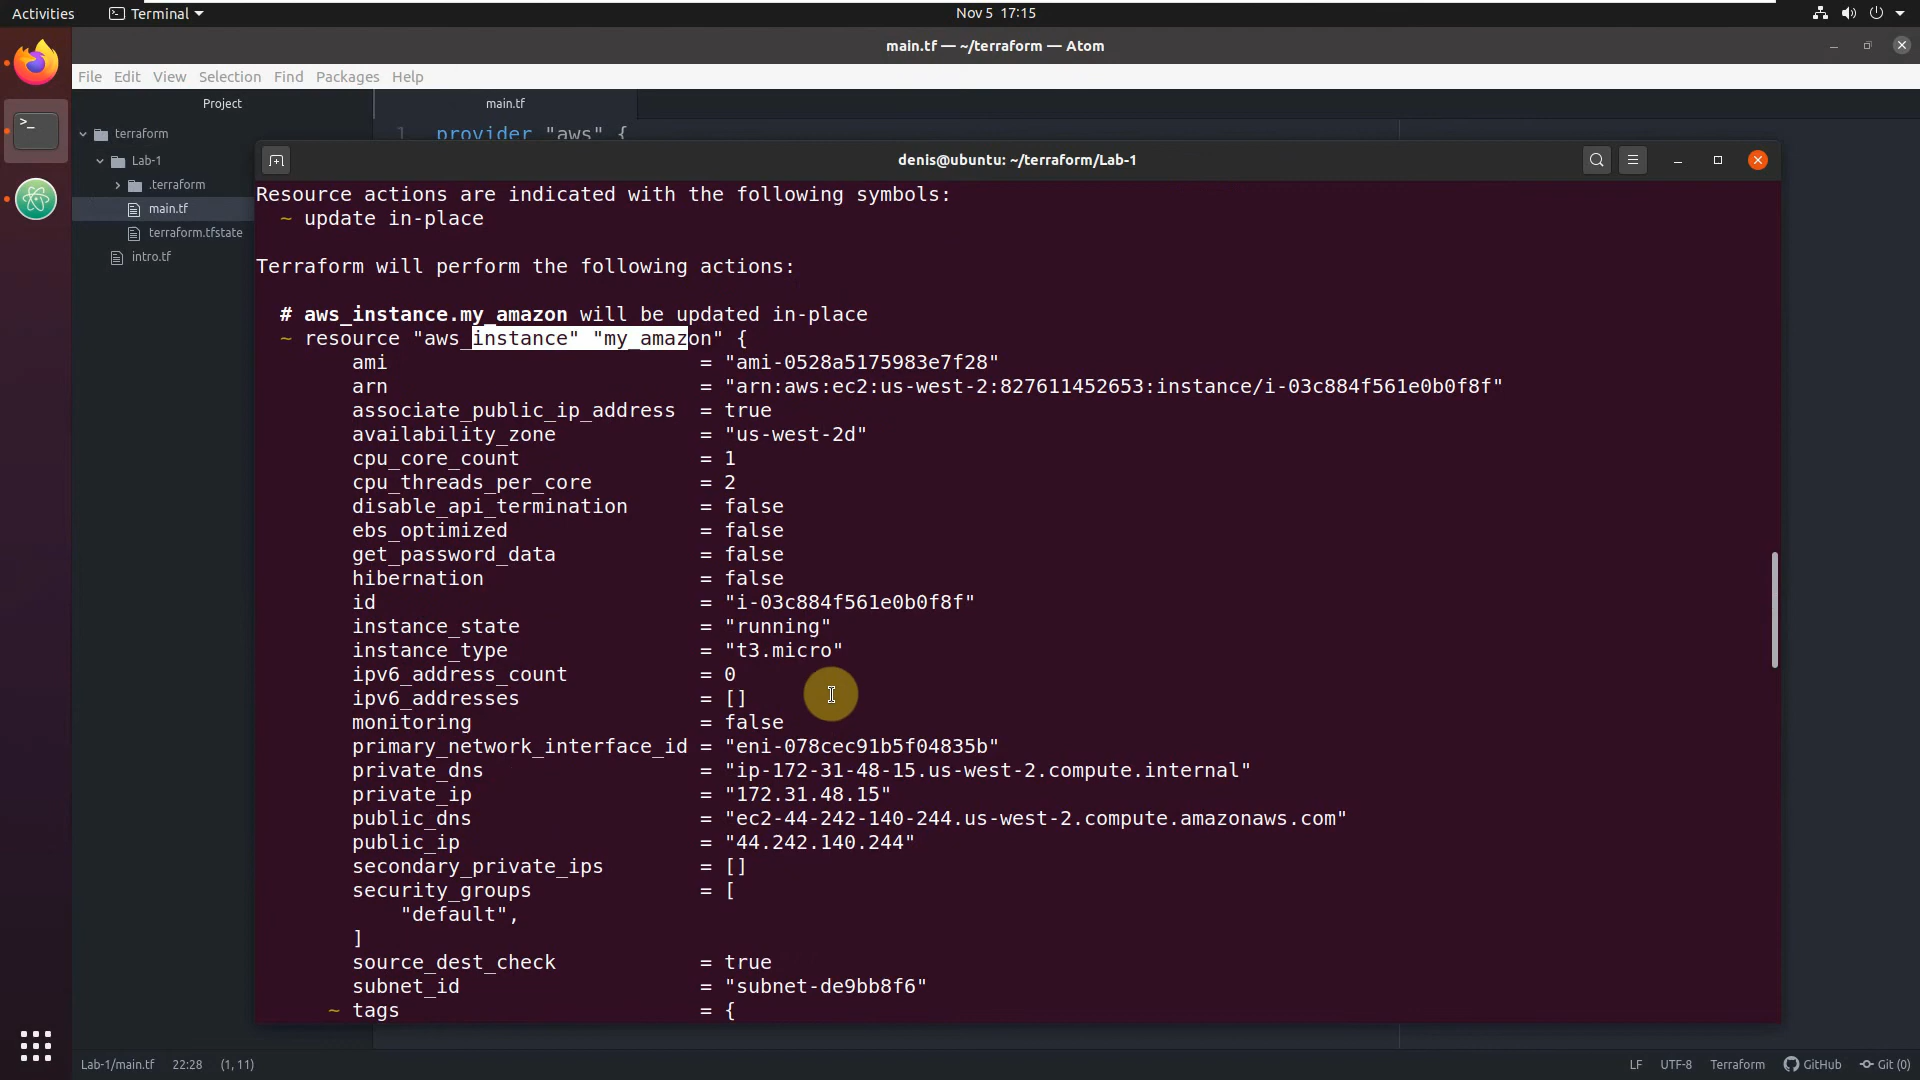 Activities
Terminal
Nov 5 17:15
main.tf — ~/terraform — Atom
File Edit View Selection Find Packages Help
Project
main.tf
terraform
1 provider "aws" {
Lab-1
.terraform
main.tf
terraform.tfstate
intro.tf
denis@ubuntu: ~/terraform/Lab-1
Resource actions are indicated with the following symbols:
~ update in-place
Terraform will perform the following actions:
# aws_instance.my_amazon will be updated in-place
~ resource "aws_instance" "my_amazon" {
ami = "ami-0528a5175983e7f28"
arn = "arn:aws:ec2:us-west-2:827611452653:instance/i-03c884f561e0b0f8f"
associate_public_ip_address = true
availability_zone = "us-west-2d"
cpu_core_count = 1
cpu_threads_per_core = 2
disable_api_termination = false
ebs_optimized = false
get_password_data = false
hibernation = false
id = "i-03c884f561e0b0f8f"
instance_state = "running"
instance_type = "t3.micro"
ipv6_address_count = 0
ipv6_addresses = []
monitoring = false
primary_network_interface_id = "eni-078cec91b5f04835b"
private_dns = "ip-172-31-48-15.us-west-2.compute.internal"
private_ip = "172.31.48.15"
public_dns = "ec2-44-242-140-244.us-west-2.compute.amazonaws.com"
public_ip = "44.242.140.244"
secondary_private_ips = []
security_groups = [
"default",
]
source_dest_check = true
subnet_id = "subnet-de9bb8f6"
~ tags = {
Lab-1/main.tf 22:28 (1, 11)
LF UTF-8 Terraform GitHub Git (0)